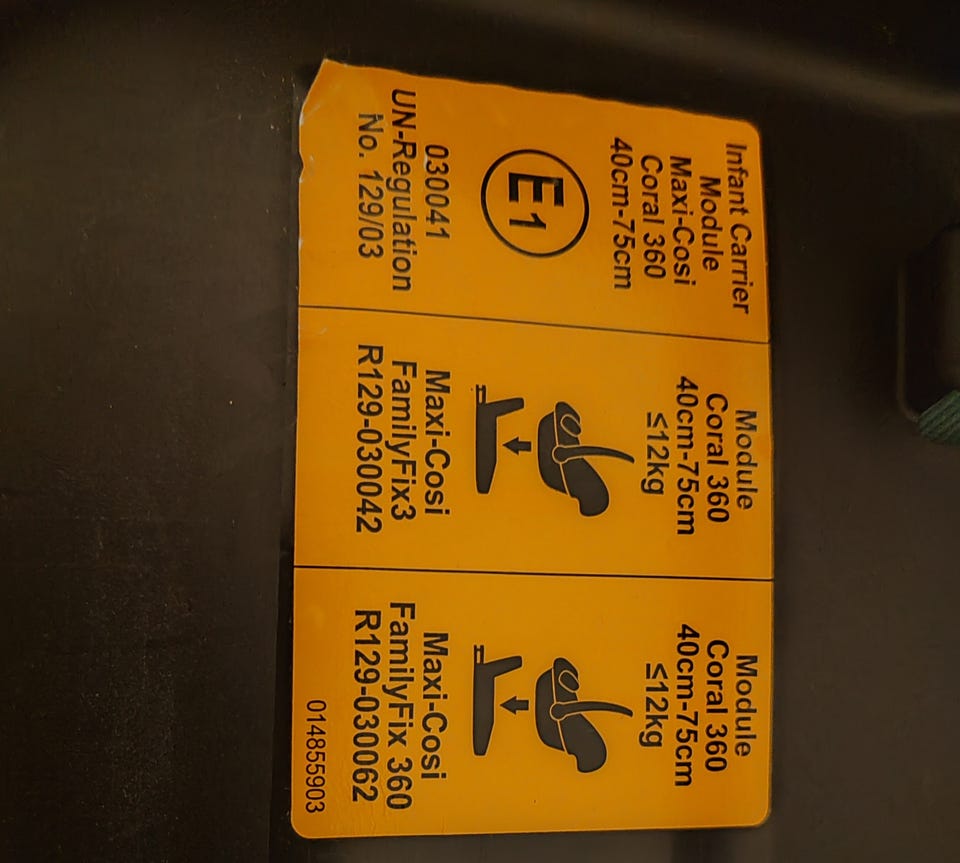 Infant Carrier
Module
Maxi-Cosi
Coral 360
40cm-75cm
E1
030041
UN-Regulation
No. 129/03
Module
Coral 360
40cm-75cm
≤12kg
Maxi-Cosi
FamilyFix3
R129-030042
Module
Coral 360
40cm-75cm
≤12kg
Maxi-Cosi
FamilyFix 360
R129-030062
014855903